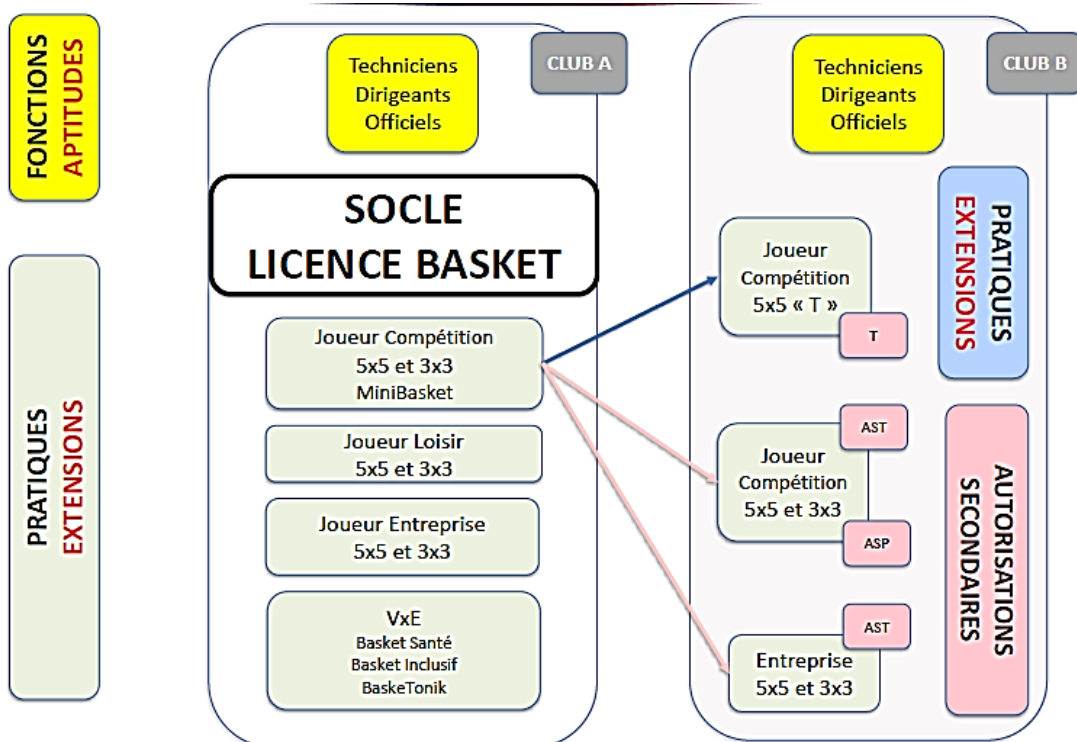 FONCTIONS
APTITUDES
PRATIQUES
EXTENSIONS
CLUB A
Techniciens
Dirigeants
Officiels
SOCLE
LICENCE BASKET
Joueur Compétition
5x5 et 3x3
MiniBasket
Joueur Loisir
5x5 et 3x3
Joueur Entreprise
5x5 et 3x3
VxE
Basket Santé
Basket Inclusif
BaskeTonik
CLUB B
Techniciens
Dirigeants
Officiels
Joueur
Compétition
5x5 « T »
T
PRATIQUES
EXTENSIONS
AST
Joueur
Compétition
5x5 et 3x3
ASP
AST
Entreprise
5x5 et 3x3
AUTORISATIONS
SECONDAIRES